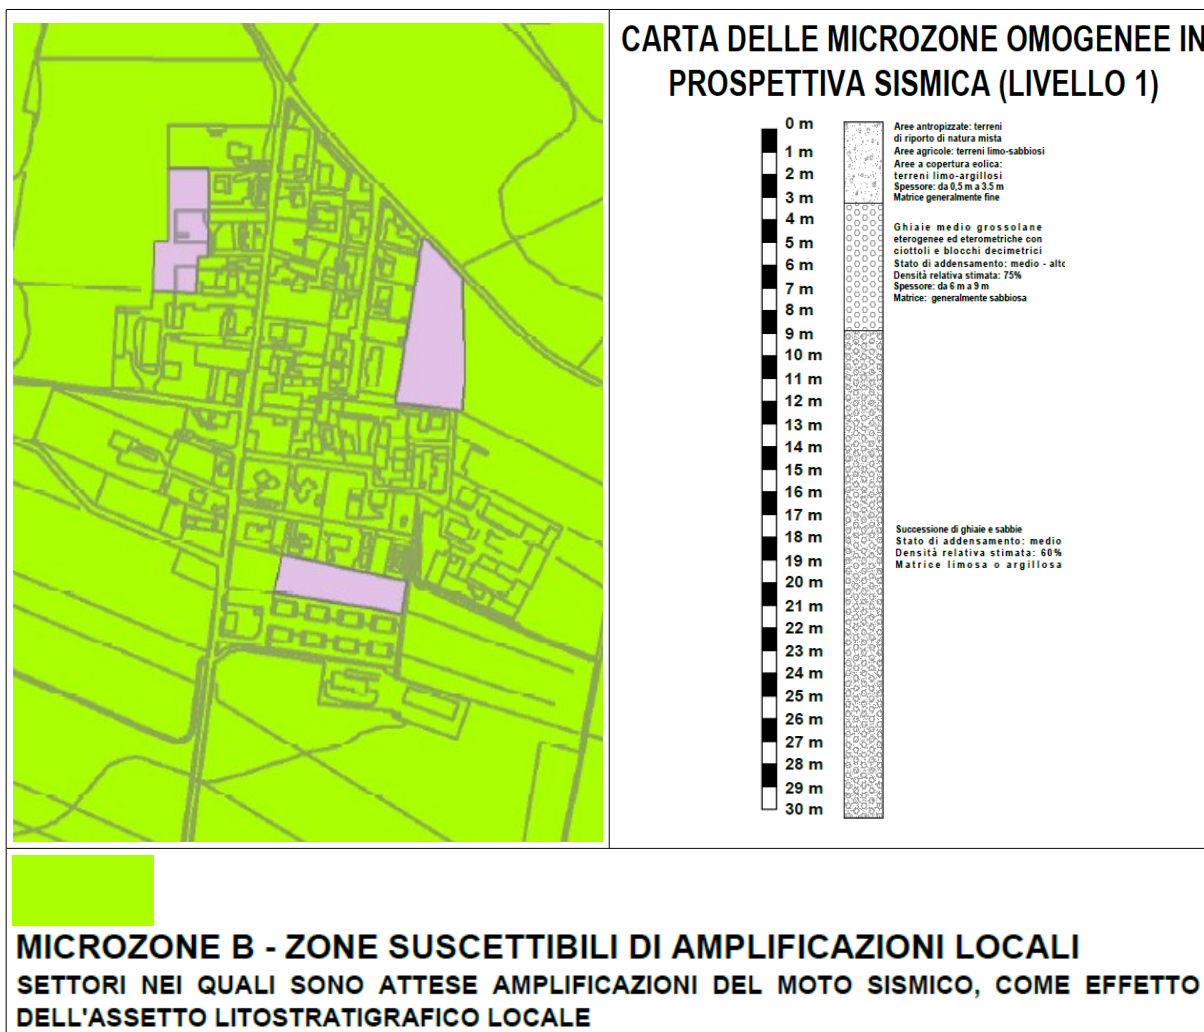 CARTA DELLE MICROZONE OMOGENEE IN
PROSPETTIVA SISMICA (LIVELLO 1)
0 m
1 m
2 m
3 m
4 m
5 m
6 m
7 m
8 m
9 m
10 m
11 m
12 m
13 m
14 m
15 m
16 m
17 m
18 m
19 m
20 m
21 m
22 m
23 m
24 m
25 m
26 m
27 m
28 m
29 m
30 m
Aree antropizzate: terreni
di riporto di natura mista
Aree agricole: terreni limo-sabbiosi
Aree a copertura eolica:
terreni limo-argillosi
Spessore: da 0,5 m a 3.5 m
Matrice generalmente fine
Ghiaie medio grossolane
eterogenee ed eterometriche con
ciottoli e blocchi decimetrici
Stato di addensamento: medio - alto
Densità relativa stimata: 75%
Spessore: da 6 m a 9 m
Matrice: generalmente sabbiosa
Successione di ghiaie e sabbie
Stato di addensamento: medio
Densità relativa stimata: 60%
Matrice limosa o argillosa
MICROZONE B - ZONE SUSCETTIBILI DI AMPLIFICAZIONI LOCALI
SETTORI NEI QUALI SONO ATTESE AMPLIFICAZIONI DEL MOTO SISMICO, COME EFFETTO
DELL'ASSETTO LITOSTRATIGRAFICO LOCALE